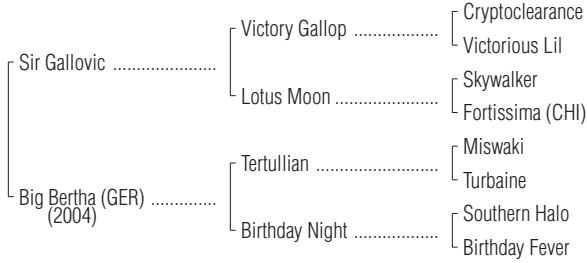 Cryptoclearance
Victory Gallop ..................
Victorious Lil
Sir Gallovic ......................
Skywalker
Lotus Moon ......................
Fortissima (CHI)
Miswaki
Tertullian ..........................
Turbaine
Big Bertha (GER) ..............
(2004)
Southern Halo
Birthday Night ..................
Birthday Fever